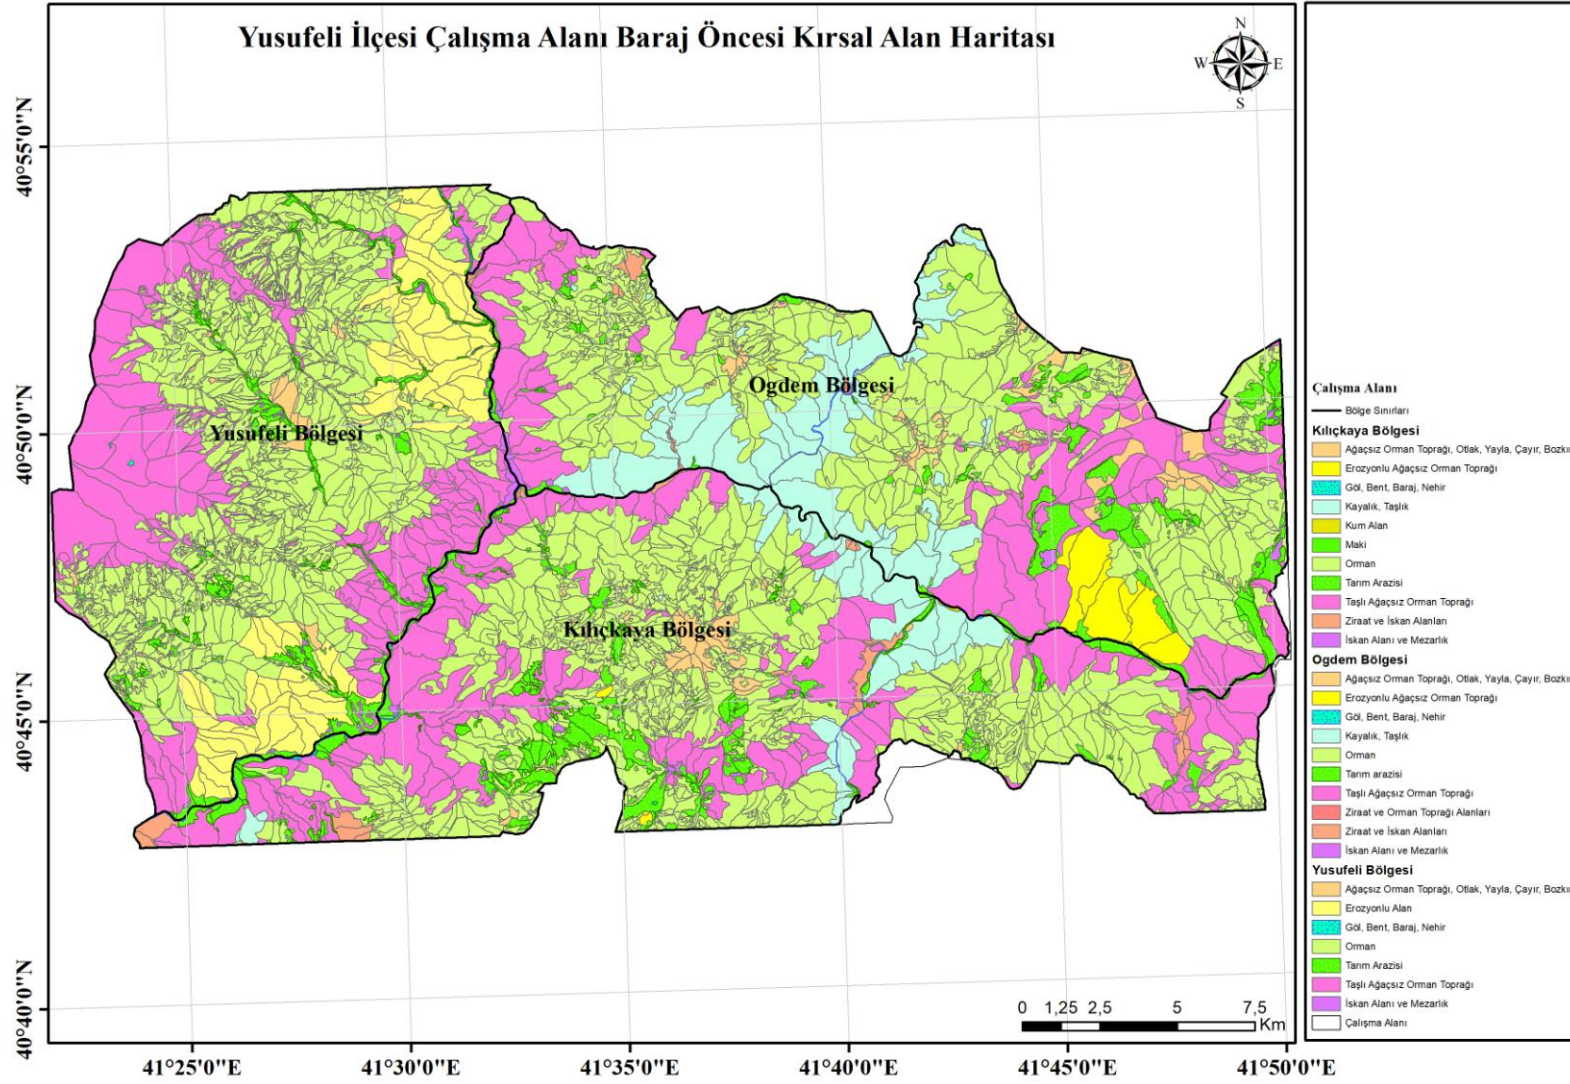 Yusufeli İlçesi Çalışma Alanı Baraj Öncesi Kırsal Alan Haritası
N
W E
S
40°55'0"N
40°50'0"N
40°45'0"N
40°40'0"N
Ogdem Bölgesi
Yusufeli Bölgesi
Kılıçkaya Bölgesi
0 1,25 2,5 5 7,5
Km
41°25'0"E 41°30'0"E 41°35'0"E 41°40'0"E 41°45'0"E 41°50'0"E
Çalışma Alanı
Bölge Sınırları
Kılıçkaya Bölgesi
Ağaçsız Orman Toprağı, Otlak, Yayla, Çayır, Bozkır
Erozyonlu Ağaçsız Orman Toprağı
Göl, Bent, Baraj, Nehir
Kayalık, Taşlık
Kum Alan
Maki
Orman
Tarım Arazisi
Taşlı Ağaçsız Orman Toprağı
Ziraat ve İskan Alanları
İskan Alanı ve Mezarlık
Ogdem Bölgesi
Ağaçsız Orman Toprağı, Otlak, Yayla, Çayır, Bozkır
Erozyonlu Ağaçsız Orman Toprağı
Göl, Bent, Baraj, Nehir
Kayalık, Taşlık
Orman
Tarım arazisi
Taşlı Ağaçsız Orman Toprağı
Ziraat ve Orman Toprağı Alanları
Ziraat ve İskan Alanları
İskan Alanı ve Mezarlık
Yusufeli Bölgesi
Ağaçsız Orman Toprağı, Otlak, Yayla, Çayır, Bozkır
Erozyonlu Alan
Göl, Bent, Baraj, Nehir
Orman
Tarım Arazisi
Taşlı Ağaçsız Orman Toprağı
İskan Alanı ve Mezarlık
Çalışma Alanı